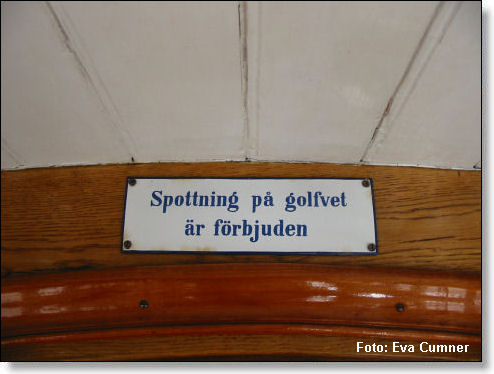 Spottning på golfvet
är förbjuden
Foto: Eva Cumner